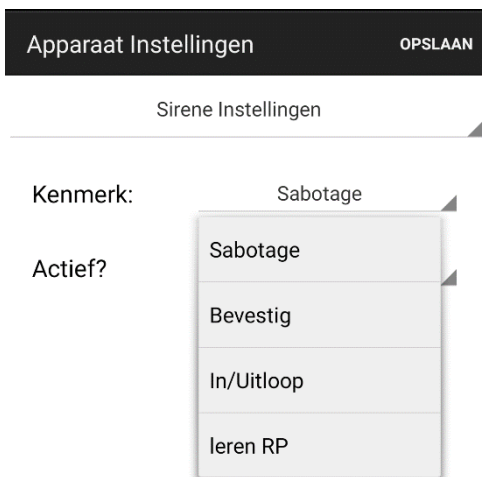 Apparaat Instellingen OPSLAAN
Sirene Instellingen
Kenmerk: Sabotage
Sabotage
Actief?
Bevestig
In/Uitloop
leren RP